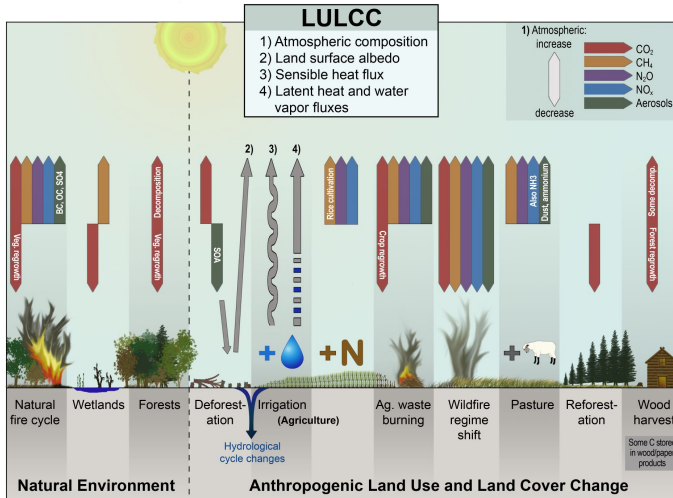 LULCC
1) Atmospheric composition
2) Land surface albedo
3) Sensible heat flux
4) Latent heat and water
vapor fluxes
1) Atmospheric:
increase
decrease
CO2
CH4
N2O
NOx
Aerosols
2)
3)
4)
BC, OC, SO4
Veg. regrowth
Decomposition
Veg. regrowth
SOA
Rice cultivation
Crop regrowth
Also NH3
Dust, ammonium
Some decomp.
Forest regrowth
+
+N
+
Natural
fire cycle
Wetlands
Forests
Deforest-
ation
Irrigation
(Agriculture)
Ag. waste
burning
Wildfire
regime
shift
Pasture
Reforest-
ation
Wood
harvest
Hydrological
cycle changes
Some C stored
in wood/paper
products
Natural Environment
Anthropogenic Land Use and Land Cover Change